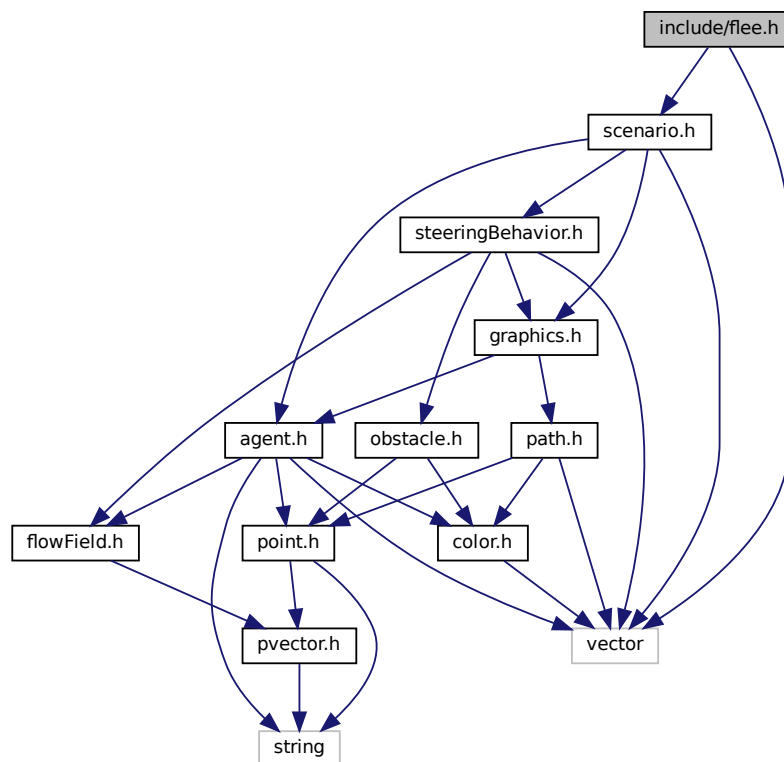 include/flee.h
scenario.h
steeringBehavior.h
graphics.h
agent.h
obstacle.h
path.h
flowField.h
point.h
color.h
pvector.h
vector
string